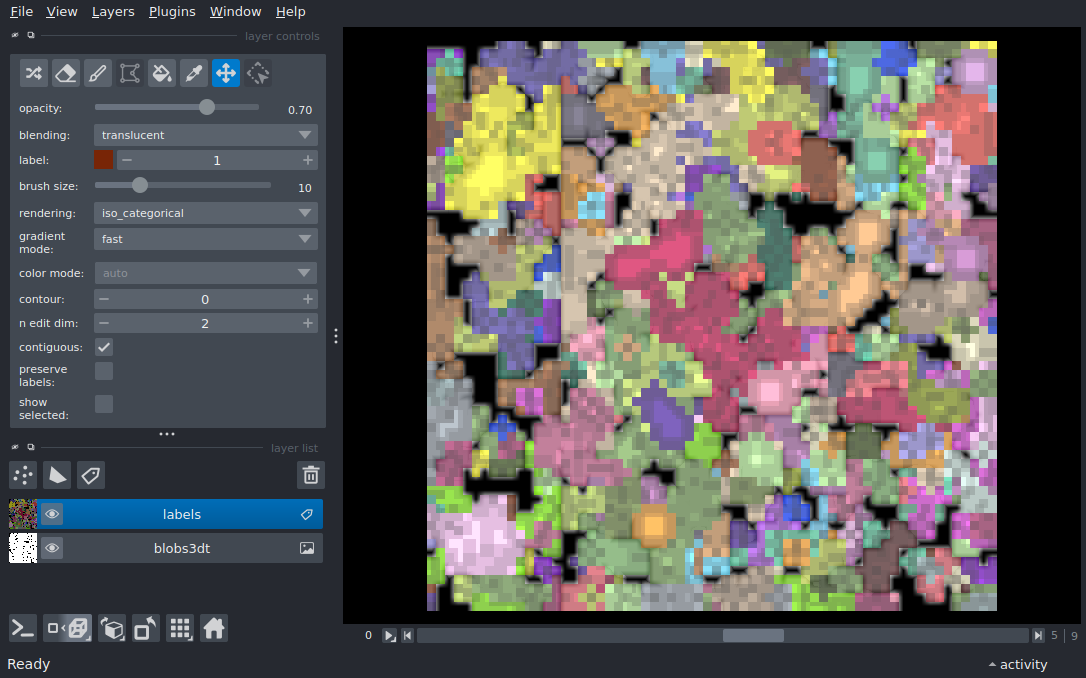 File View Layers Plugins Window Help
layer controls
opacity: 0.70
blending: translucent
label: 1
brush size: 10
rendering: iso_categorical
gradient
mode: fast
color mode: auto
contour: 0
n edit dim: 2
contiguous:
preserve
labels:
show
selected:
layer list
labels
blobs3dt
0 5 | 9
Ready
activity